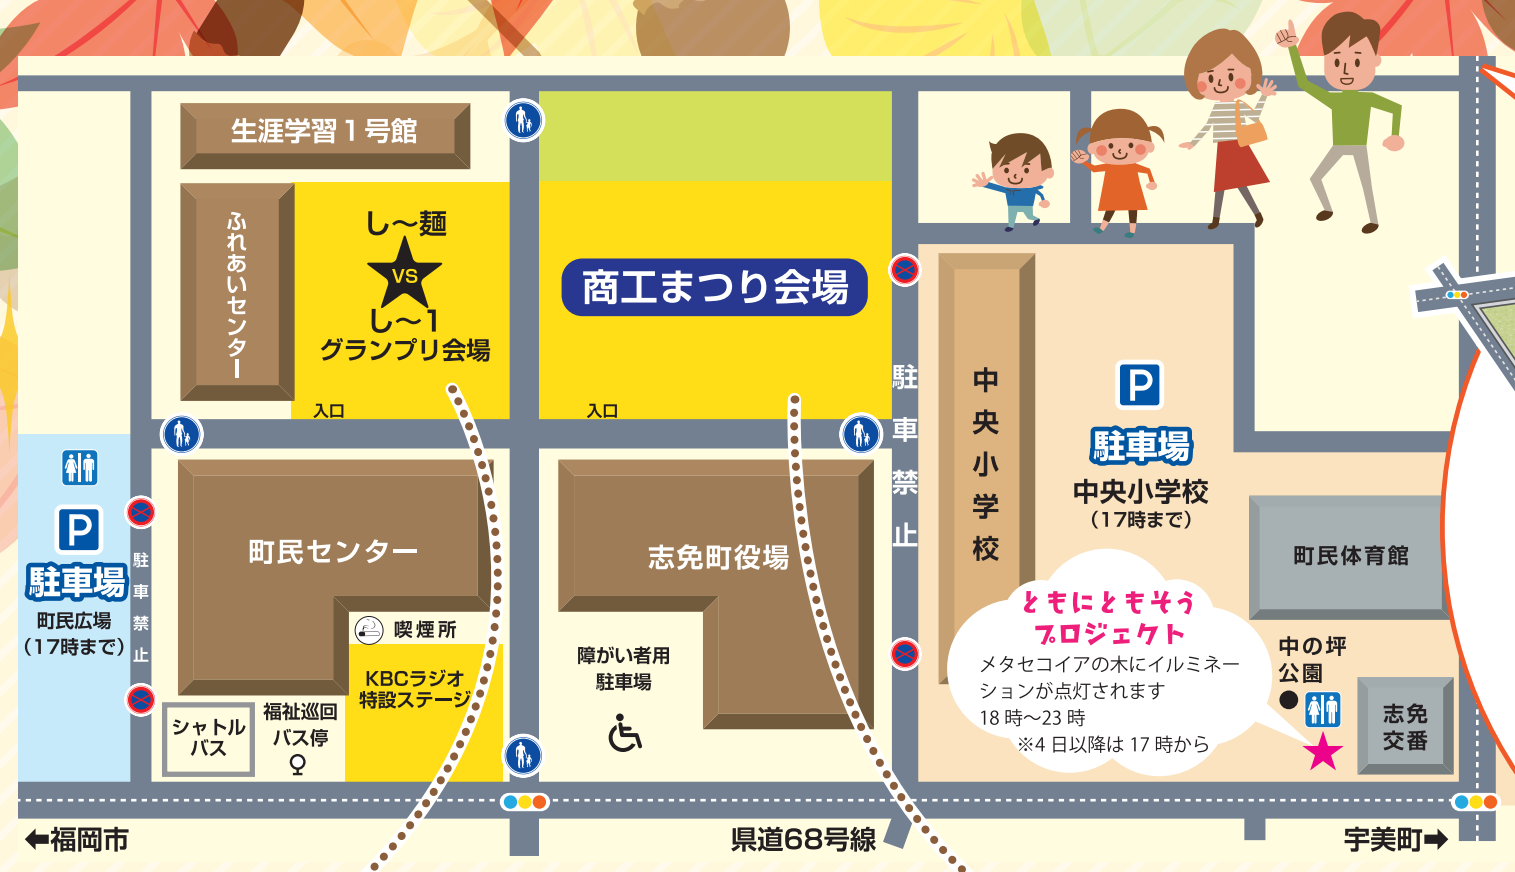 生涯学習1号館
ふれあいセンター
し〜麺
VS
し〜1
グランプリ会場
入口
商工まつり会場
入口
駐車禁止
中央小学校
P
駐車場
中央小学校
（17時まで）
町民体育館
P
駐車場
町民広場
（17時まで）
駐車禁止
町民センター
喫煙所
KBCラジオ
特設ステージ
シャトル
バス
福祉巡回
バス停
志免町役場
障がい者用
駐車場
ともにともそう
プロジェクト
メタセコイアの木にイルミネー
ションが点灯されます
18時〜23時
※4日以降は17時から
中の坪
公園
志免
交番
福岡市
県道68号線
宇美町